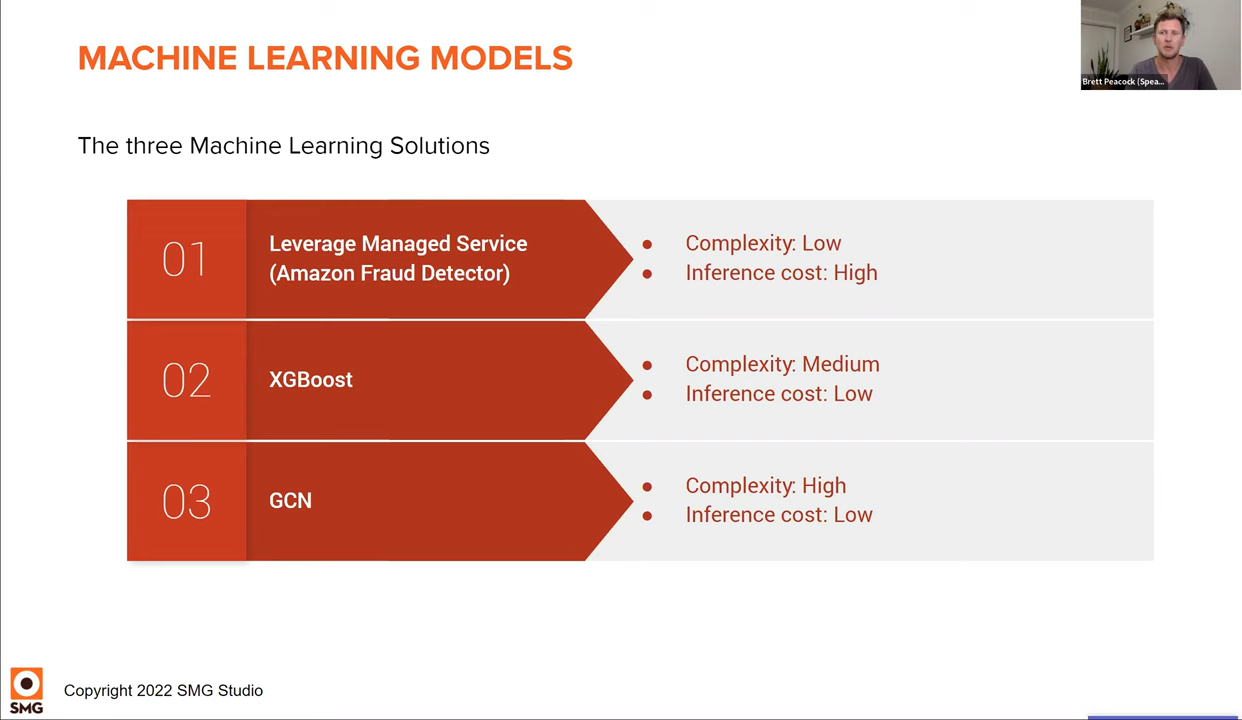 MACHINE LEARNING MODELS
Brett Peacock (Spea...
The three Machine Learning Solutions
01
Leverage Managed Service
(Amazon Fraud Detector)
● Complexity: Low
● Inference cost: High
02
XGBoost
● Complexity: Medium
● Inference cost: Low
03
GCN
● Complexity: High
● Inference cost: Low
SMG
Copyright 2022 SMG Studio